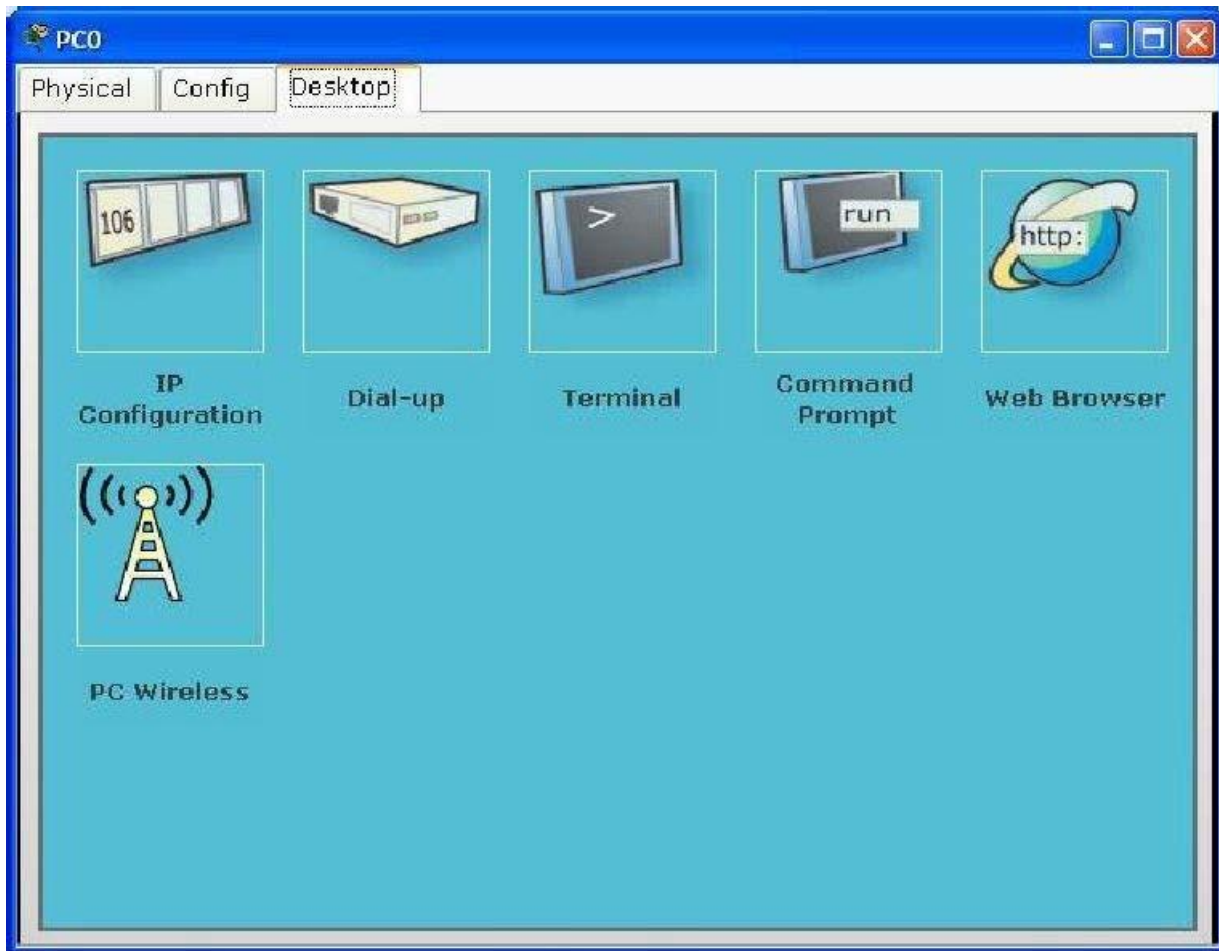 PC0
Physical Config Desktop
106
>
run
http:
IP
Configuration
Dial-up
Terminal
Command
Prompt
Web Browser
PC Wireless